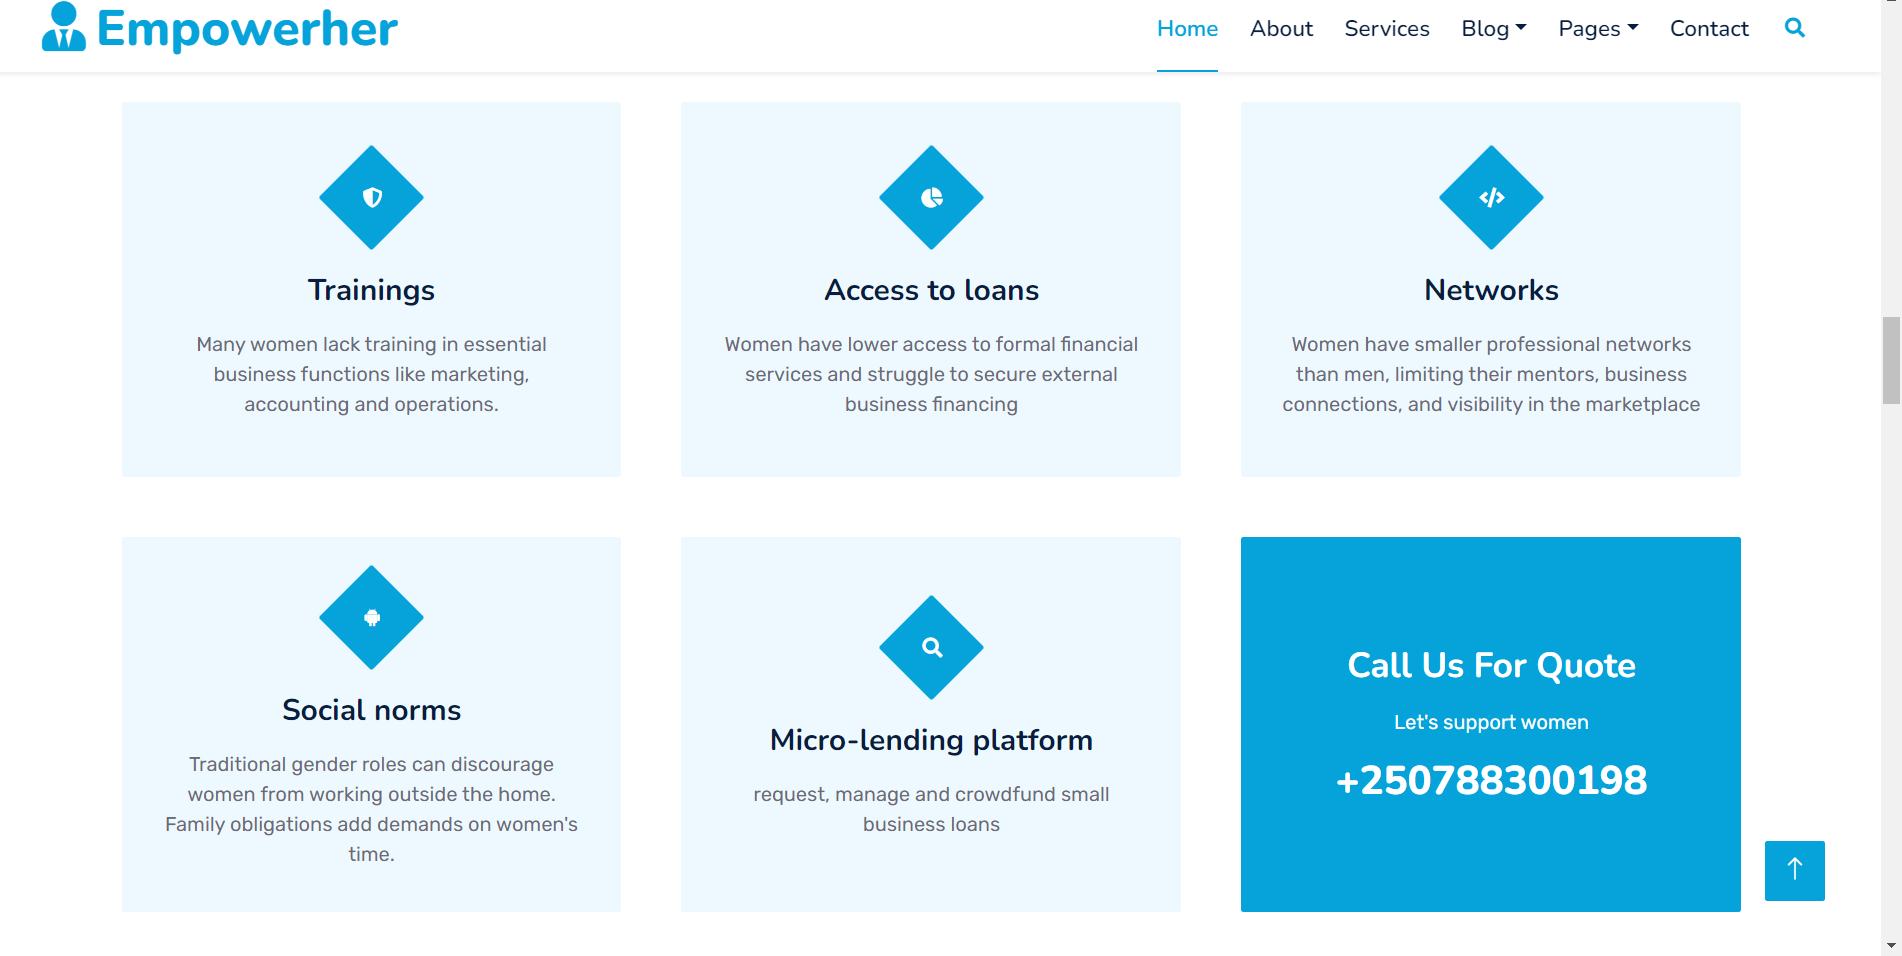 Empowerher
Home About Services Blog Pages Contact
Trainings
Many women lack training in essential
business functions like marketing,
accounting and operations.
Access to loans
Women have lower access to formal financial
services and struggle to secure external
business financing
Networks
Women have smaller professional networks
than men, limiting their mentors, business
connections, and visibility in the marketplace
Social norms
Traditional gender roles can discourage
women from working outside the home.
Family obligations add demands on women's
time.
Micro-lending platform
request, manage and crowdfund small
business loans
Call Us For Quote
Let's support women
+250788300198